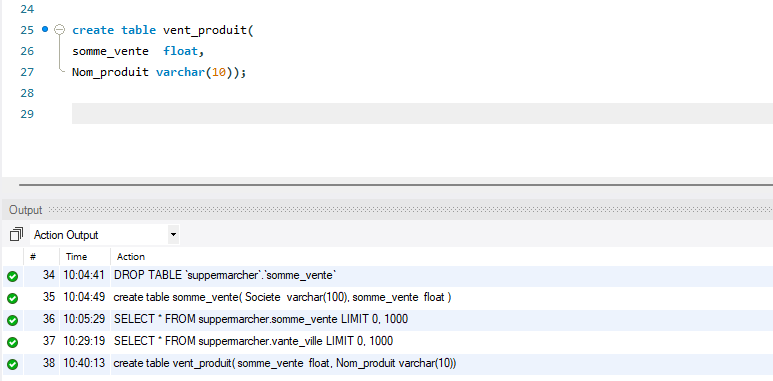 24
25 create table vent_produit(
26 somme_vente  float,
27 Nom_produit varchar(10));
28
29
Output
Action Output
# Time Action
34 10:04:41 DROP TABLE `suppemarcher`.`somme_vente`
35 10:04:49 create table somme_vente( Societe  varchar(100), somme_vente  float )
36 10:05:29 SELECT * FROM suppemarcher.somme_vente LIMIT 0, 1000
37 10:29:19 SELECT * FROM suppemarcher.vante_ville LIMIT 0, 1000
38 10:40:13 create table vent_produit( somme_vente  float, Nom_produit varchar(10))